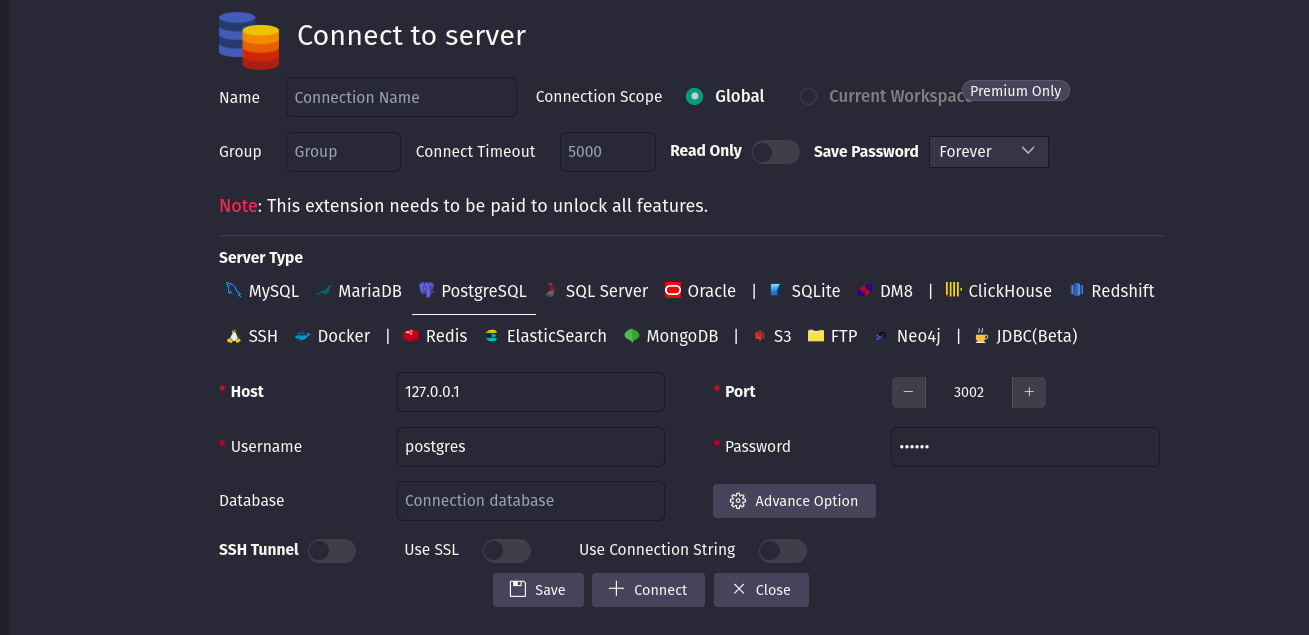 Connect to server
Name Connection Name Connection Scope Global Current Workspace Premium Only
Group Group Connect Timeout 5000 Read Only Save Password Forever
Note: This extension needs to be paid to unlock all features.
Server Type
MySQL MariaDB PostgreSQL SQL Server Oracle | SQLite DM8 | ClickHouse Redshift
SSH Docker | Redis ElasticSearch MongoDB | S3 FTP Neo4j | JDBC(Beta)
* Host 127.0.0.1 * Port − 3002 +
* Username postgres * Password ••••••
Database Connection database Advance Option
SSH Tunnel Use SSL Use Connection String
Save Connect Close